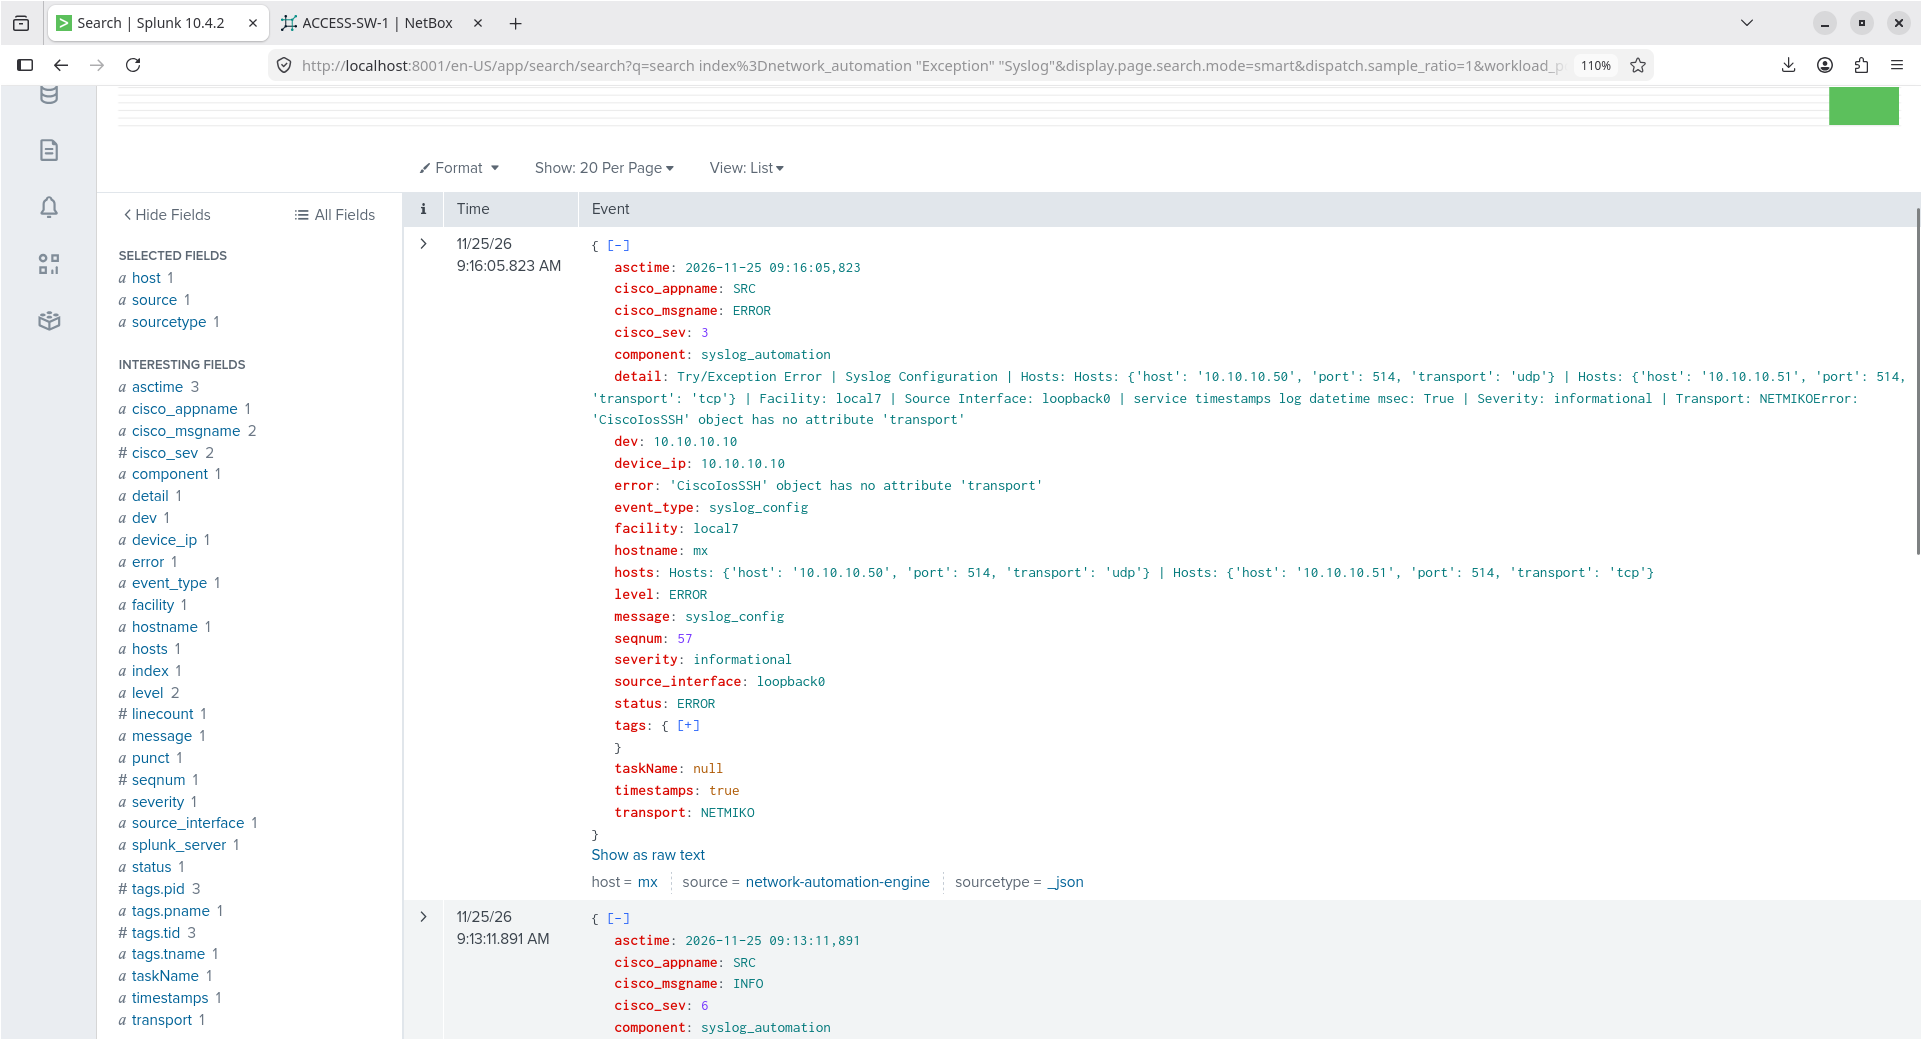 Search | Splunk 10.4.2
ACCESS-SW-1 | NetBox
http://localhost:8001/en-US/app/search/search?q=search index%3Dnetwork_automation "Exception" "Syslog"&display.page.search.mode=smart&dispatch.sample_ratio=1&workload_p
110%
Format
Show: 20 Per Page
View: List
Hide Fields
All Fields
i
Time
Event
SELECTED FIELDS
a host 1
a source 1
a sourcetype 1
INTERESTING FIELDS
a asctime 3
a cisco_appname 1
a cisco_msgname 2
# cisco_sev 2
a component 1
a detail 1
a dev 1
a device_ip 1
a error 1
a event_type 1
a facility 1
a hostname 1
a hosts 1
a index 1
a level 2
# linecount 1
a message 1
a punct 1
# seqnum 1
a severity 1
a source_interface 1
a splunk_server 1
a status 1
# tags.pid 3
a tags.pname 1
# tags.tid 3
a tags.tname 1
a taskName 1
a timestamps 1
a transport 1
11/25/26
9:16:05.823 AM
{ [-]
asctime: 2026-11-25 09:16:05,823
cisco_appname: SRC
cisco_msgname: ERROR
cisco_sev: 3
component: syslog_automation
detail: Try/Exception Error | Syslog Configuration | Hosts: Hosts: {'host': '10.10.10.50', 'port': 514, 'transport': 'udp'} | Hosts: {'host': '10.10.10.51', 'port': 514,
'transport': 'tcp'} | Facility: local7 | Source Interface: loopback0 | service timestamps log datetime msec: True | Severity: informational | Transport: NETMIKOError:
'CiscoIosSSH' object has no attribute 'transport'
dev: 10.10.10.10
device_ip: 10.10.10.10
error: 'CiscoIosSSH' object has no attribute 'transport'
event_type: syslog_config
facility: local7
hostname: mx
hosts: Hosts: {'host': '10.10.10.50', 'port': 514, 'transport': 'udp'} | Hosts: {'host': '10.10.10.51', 'port': 514, 'transport': 'tcp'}
level: ERROR
message: syslog_config
seqnum: 57
severity: informational
source_interface: loopback0
status: ERROR
tags: { [+]
}
taskName: null
timestamps: true
transport: NETMIKO
}
Show as raw text
host = mx
source = network-automation-engine
sourcetype = _json
11/25/26
9:13:11.891 AM
{ [-]
asctime: 2026-11-25 09:13:11,891
cisco_appname: SRC
cisco_msgname: INFO
cisco_sev: 6
component: syslog_automation